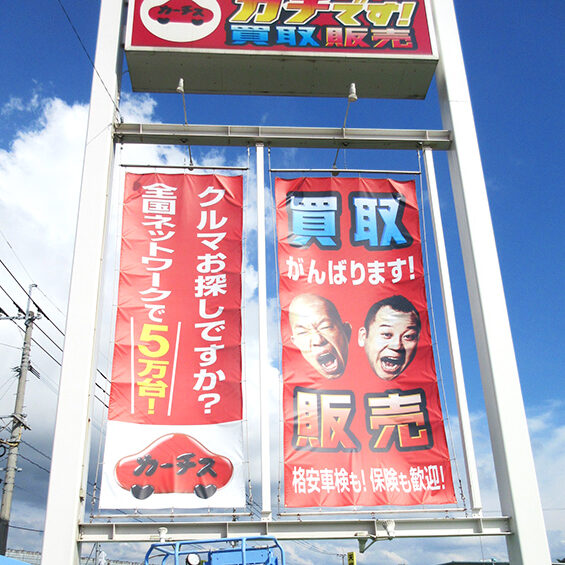 カーチス
ガチです!
買取販売
クルマお探しですか?
全国ネットワークで
5万台!
カーチス
買取
がんばります!
販売
格安車検も!保険も歓迎!